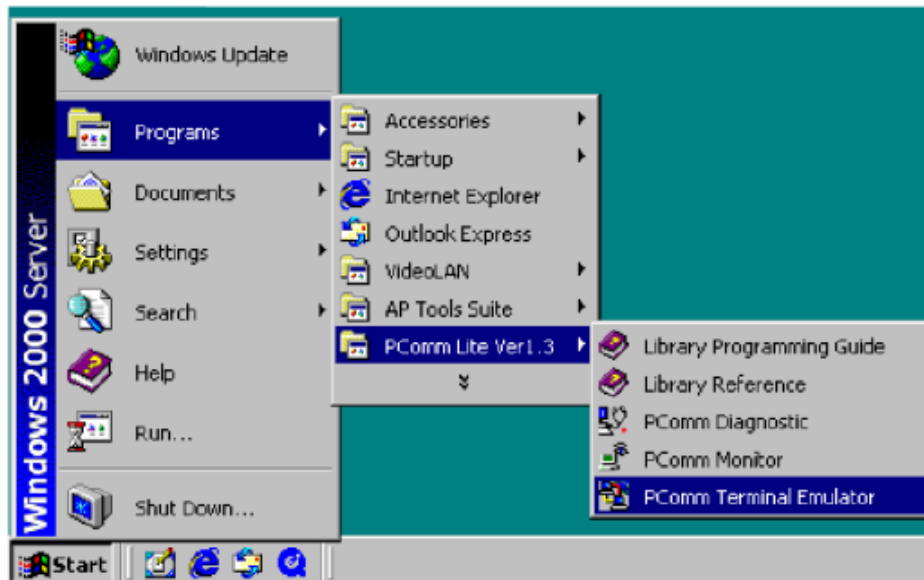 Windows 2000 Server
Windows Update
Programs
Documents
Settings
Search
Help
Run...
Shut Down...
Accessories
Startup
Internet Explorer
Outlook Express
VideoLAN
AP Tools Suite
PComm Lite Ver1.3
Library Programming Guide
Library Reference
PComm Diagnostic
PComm Monitor
PComm Terminal Emulator
Start